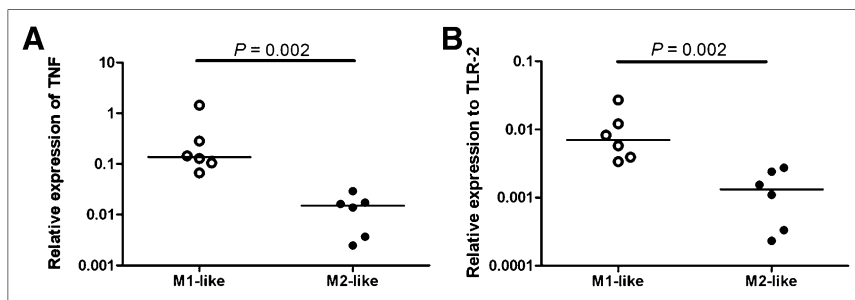 A
P = 0.002
Relative expression of TNF
10
1
0.1
0.01
0.001
M1-like
M2-like
B
P = 0.002
Relative expression to TLR-2
0.1
0.01
0.001
0.0001
M1-like
M2-like